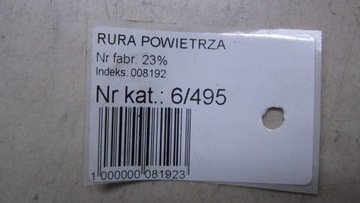 RURA POWIETRZA
Nr fabr. 23%
Indeks: 008192
Nr kat.: 6/495
1 000000 081923